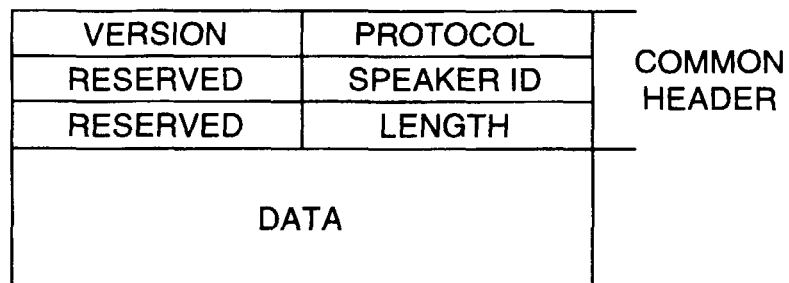 VERSION PROTOCOL
RESERVED SPEAKER ID
RESERVED LENGTH
COMMON
HEADER
DATA